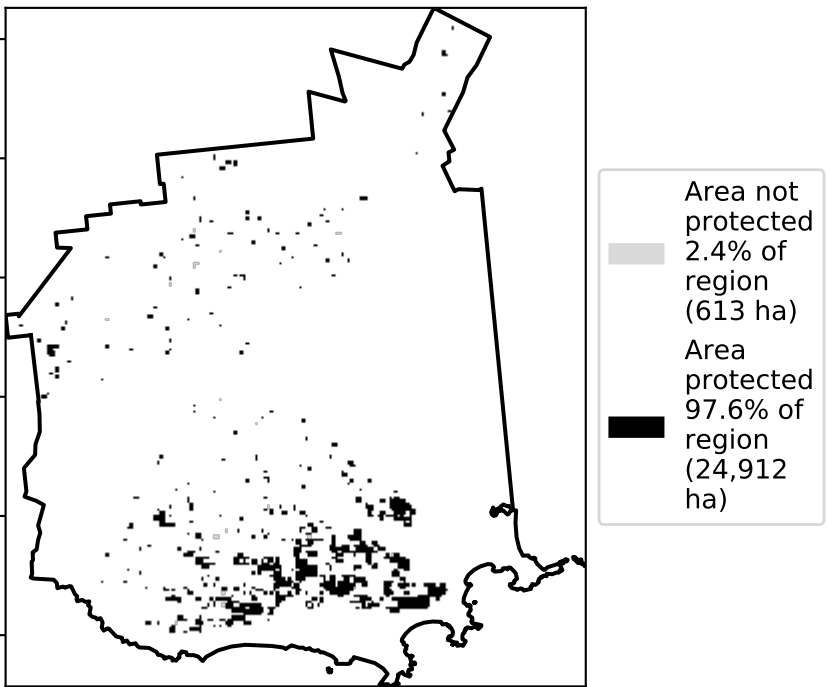 Area not
protected
2.4% of
region
(613 ha)
Area
protected
97.6% of
region
(24,912
ha)